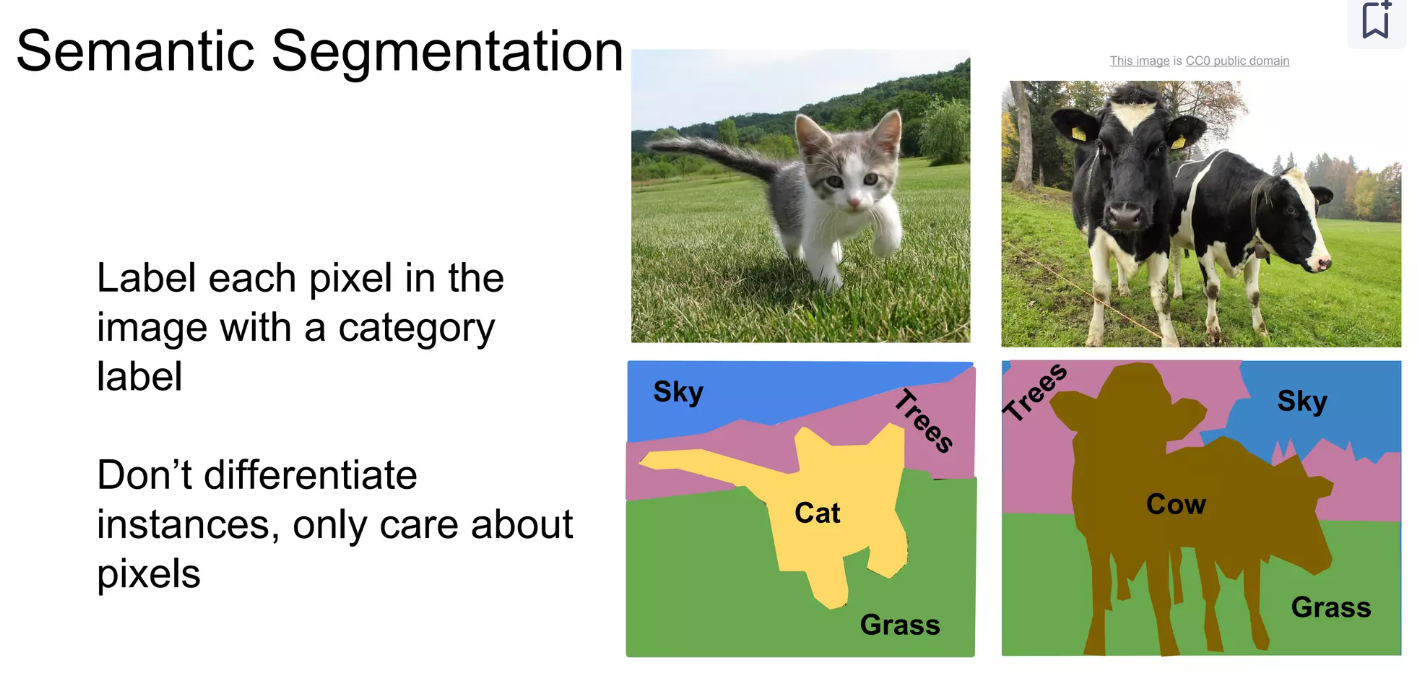 Semantic Segmentation
This image is CC0 public domain
Label each pixel in the
image with a category
label
Don’t differentiate
instances, only care about
pixels
Sky
Trees
Cat
Grass
Trees
Sky
Cow
Grass